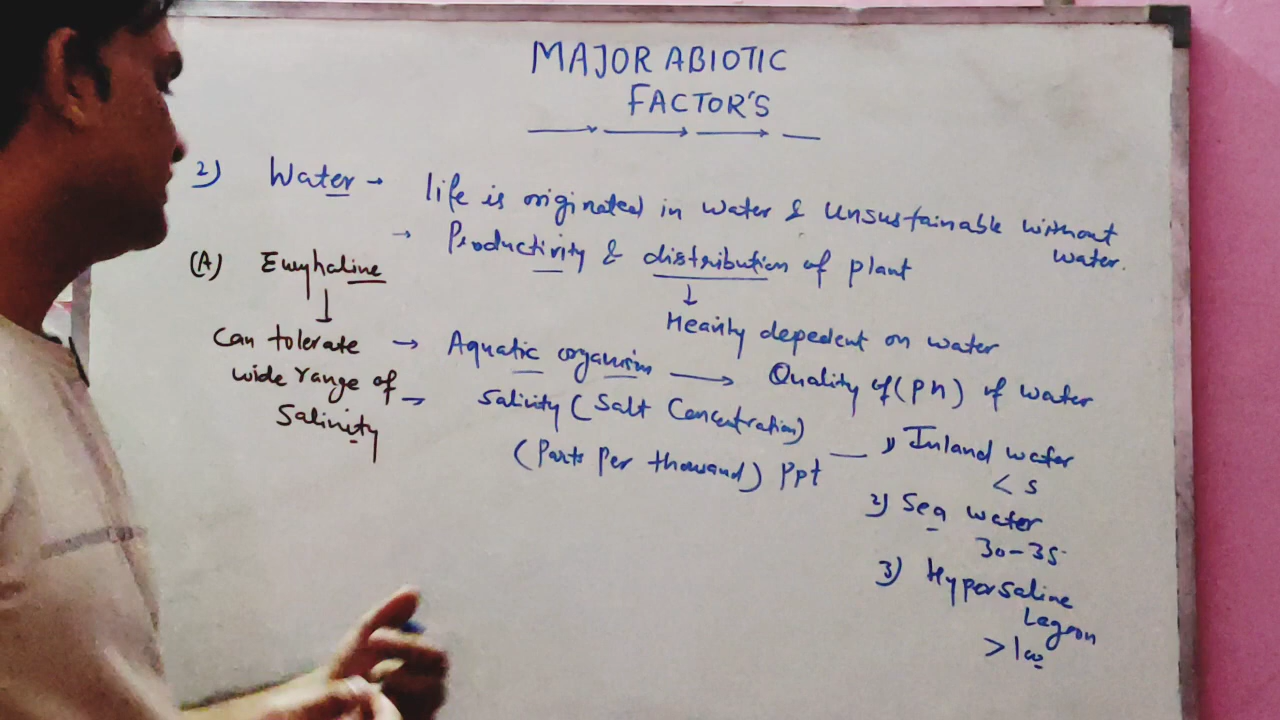 MAJOR ABIOTIC
FACTOR'S
2) Water → life is originated in water & Unsustainable without
water.
→ Productivity & distribution of plant
↓
Heavily depedent on water
(A) Euryhaline
↓
Can tolerate
wide range of
Salinity
→ Aquatic organism → Quality of (PH) of water
→ Salinity (Salt Concentration)
(Parts Per thousand) PPt
1) Inland water
< 5
2) Sea water
30-35
3) Hypersaline
Lagoon
> 100